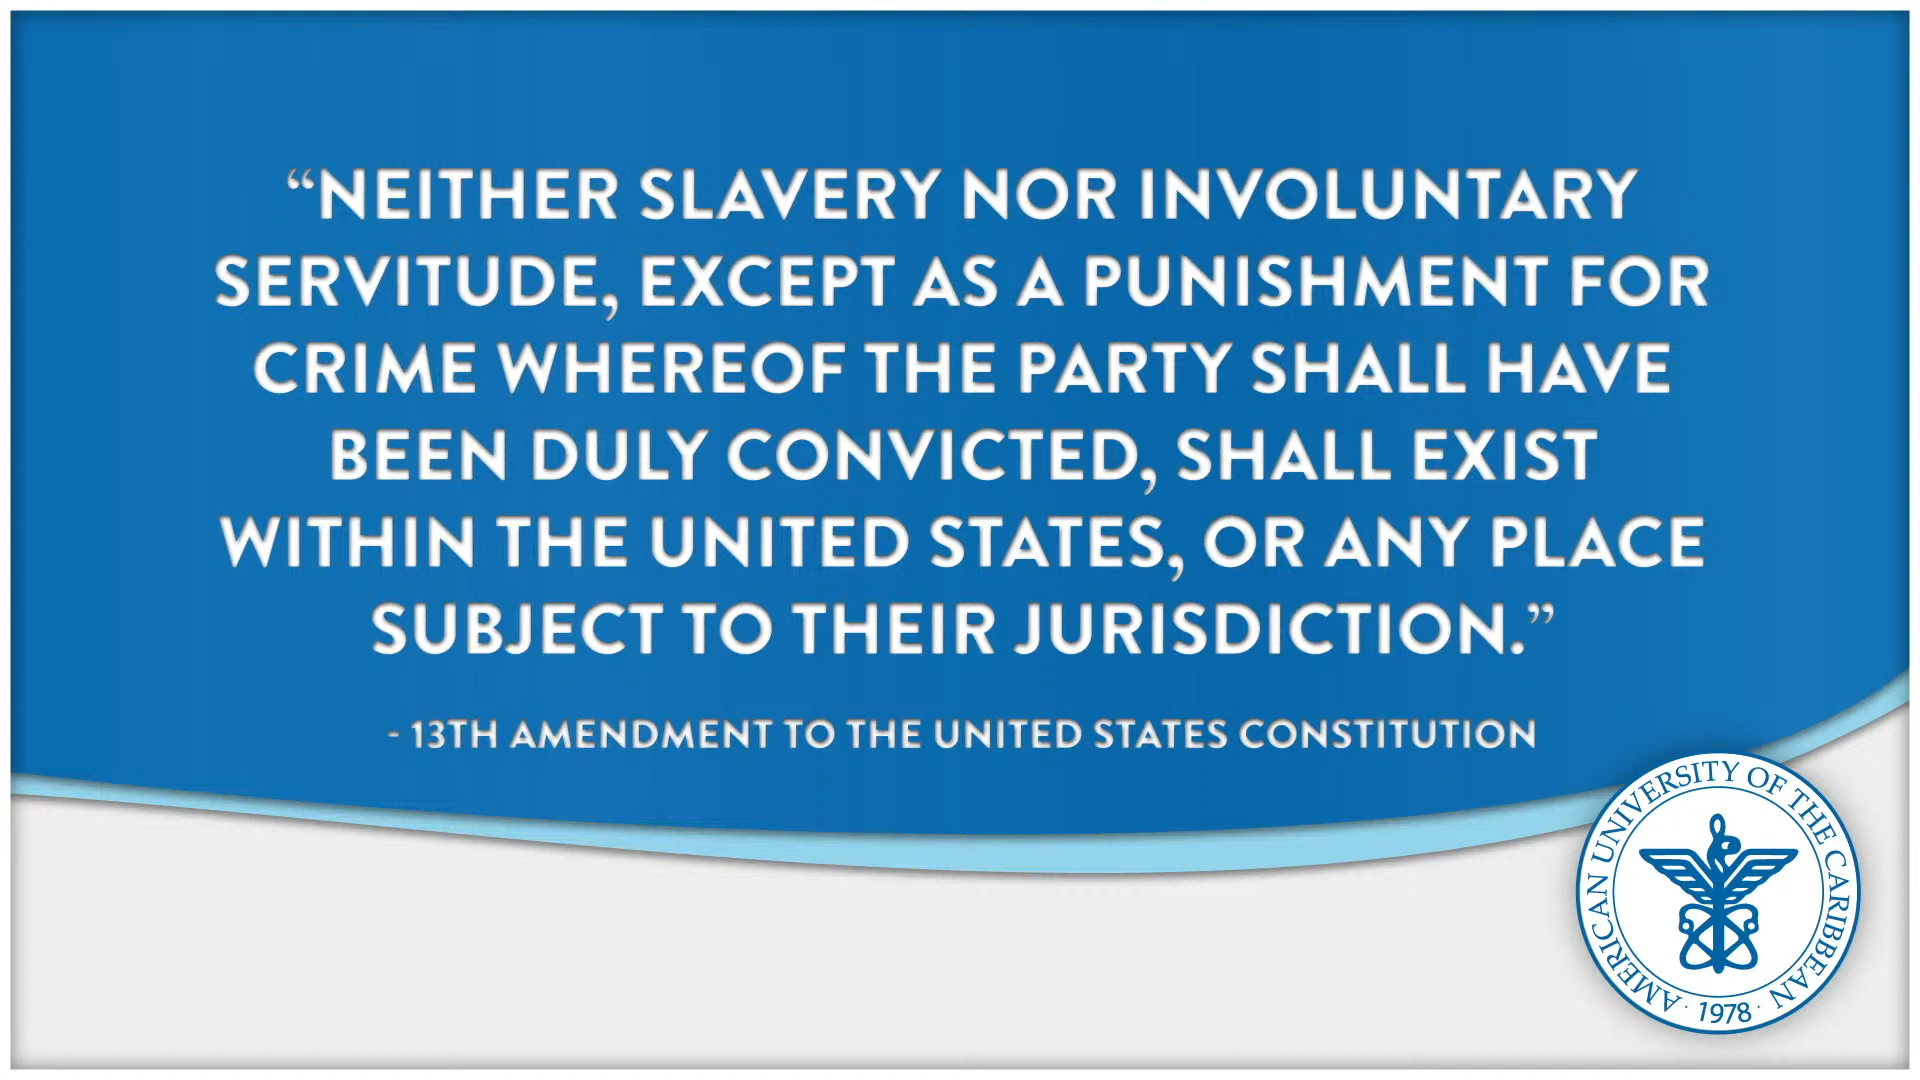 “NEITHER SLAVERY NOR INVOLUNTARY
SERVITUDE, EXCEPT AS A PUNISHMENT FOR
CRIME WHEREOF THE PARTY SHALL HAVE
BEEN DULY CONVICTED, SHALL EXIST
WITHIN THE UNITED STATES, OR ANY PLACE
SUBJECT TO THEIR JURISDICTION.”
- 13TH AMENDMENT TO THE UNITED STATES CONSTITUTION
AMERICAN UNIVERSITY OF THE CARIBBEAN
· 1978 ·